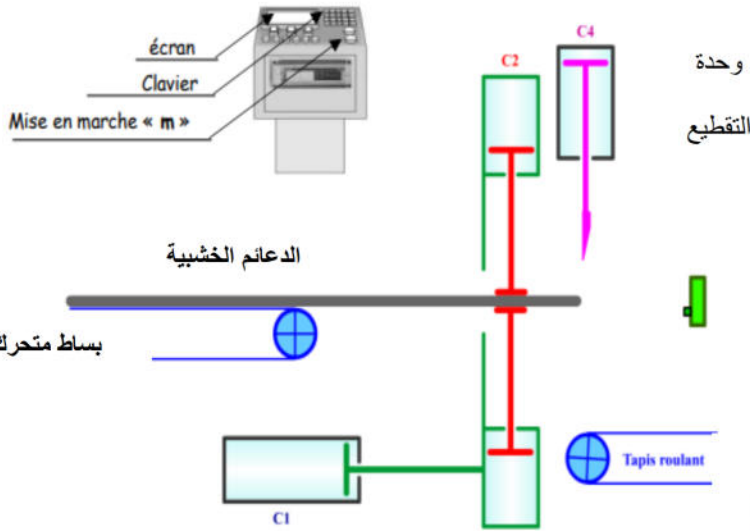 écran
Clavier
Mise en marche « m »
C2
C4
وحدة
التقطيع
الدعائم الخشبية
بساط متحرك
Tapis roulant
C1